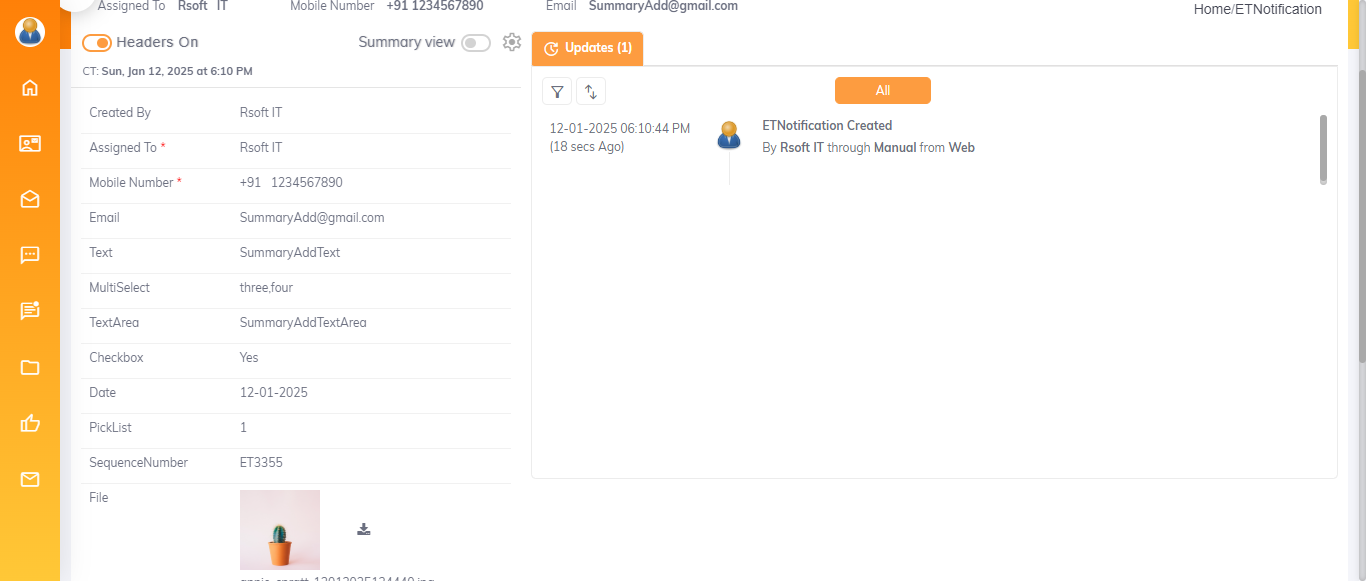 Assigned To Rsoft IT Mobile Number +91 1234567890 Email SummaryAdd@gmail.com
Home/ETNotification
Headers On Summary view
CT: Sun, Jan 12, 2025 at 6:10 PM
Created By Rsoft IT
Assigned To * Rsoft IT
Mobile Number * +91 1234567890
Email SummaryAdd@gmail.com
Text SummaryAddText
MultiSelect three,four
TextArea SummaryAddTextArea
Checkbox Yes
Date 12-01-2025
PickList 1
SequenceNumber ET3355
File
Updates (1)
All
12-01-2025 06:10:44 PM
(18 secs Ago)
ETNotification Created
By Rsoft IT through Manual from Web